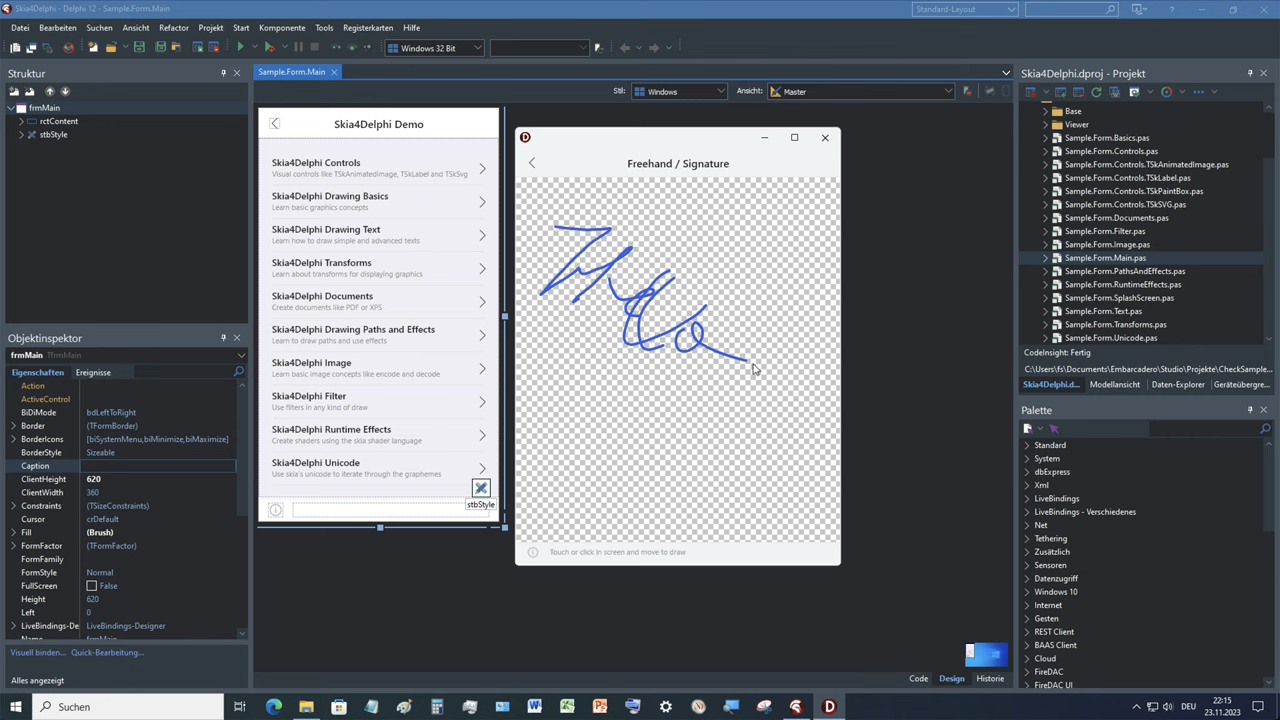 Skia4Delphi - Delphi 12 - Sample.Form.Main
Standard-Layout
Datei Bearbeiten Suchen Ansicht Refactor Projekt Start Komponente Tools Registerkarten Hilfe
Windows 32 Bit
Struktur
frmMain
rctContent
stbStyle
Objektinspektor
frmMain TfrmMain
Eigenschaften Ereignisse
Action
ActiveControl
BiDiMode bdLeftToRight
Border (TFormBorder)
BorderIcons [biSystemMenu,biMinimize,biMaximize]
BorderStyle Sizeable
Caption
ClientHeight 620
ClientWidth 360
Constraints (TSizeConstraints)
Cursor crDefault
Fill (Brush)
FormFactor (TFormFactor)
FormFamily
FormStyle Normal
FullScreen False
Height 620
Left 0
LiveBindings-De LiveBindings-Designer
Name frmMain
Visuell binden... Quick-Bearbeitung...
Alles angezeigt
Sample.Form.Main
Stil: Windows Ansicht: Master
Skia4Delphi Demo
Skia4Delphi Controls
Visual controls like TSkAnimatedImage, TSkLabel and TSkSvg
Skia4Delphi Drawing Basics
Learn basic graphics concepts
Skia4Delphi Drawing Text
Learn how to draw simple and advanced texts
Skia4Delphi Transforms
Learn about transforms for displaying graphics
Skia4Delphi Documents
Create documents like PDF or XPS
Skia4Delphi Drawing Paths and Effects
Learn to draw paths and use effects
Skia4Delphi Image
Learn basic image concepts like encode and decode
Skia4Delphi Filter
Use filters in any kind of draw
Skia4Delphi Runtime Effects
Create shaders using the skia shader language
Skia4Delphi Unicode
Use skia's unicode to iterate through the graphemes
stbStyle
Freehand / Signature
Touch or click in screen and move to draw
Code Design Historie
Skia4Delphi.dproj - Projekt
Base
Viewer
Sample.Form.Basics.pas
Sample.Form.Controls.pas
Sample.Form.Controls.TSkAnimatedImage.pas
Sample.Form.Controls.TSkLabel.pas
Sample.Form.Controls.TSkPaintBox.pas
Sample.Form.Controls.TSkSVG.pas
Sample.Form.Documents.pas
Sample.Form.Filter.pas
Sample.Form.Image.pas
Sample.Form.Main.pas
Sample.Form.PathsAndEffects.pas
Sample.Form.RuntimeEffects.pas
Sample.Form.SplashScreen.pas
Sample.Form.Text.pas
Sample.Form.Transforms.pas
Sample.Form.Unicode.pas
CodeInsight: Fertig
C:\Users\fs\Documents\Embarcadero\Studio\Projekte\CheckSample...
Skia4Delphi.d... Modellansicht Daten-Explorer Geräteübergre...
Palette
Standard
System
dbExpress
Xml
LiveBindings
LiveBindings - Verschiedenes
Net
Tethering
Zusätzlich
Sensoren
Datenzugriff
Windows 10
Internet
Gesten
REST Client
BAAS Client
Cloud
FireDAC
FireDAC UI
Suchen
DEU
22:15
23.11.2023